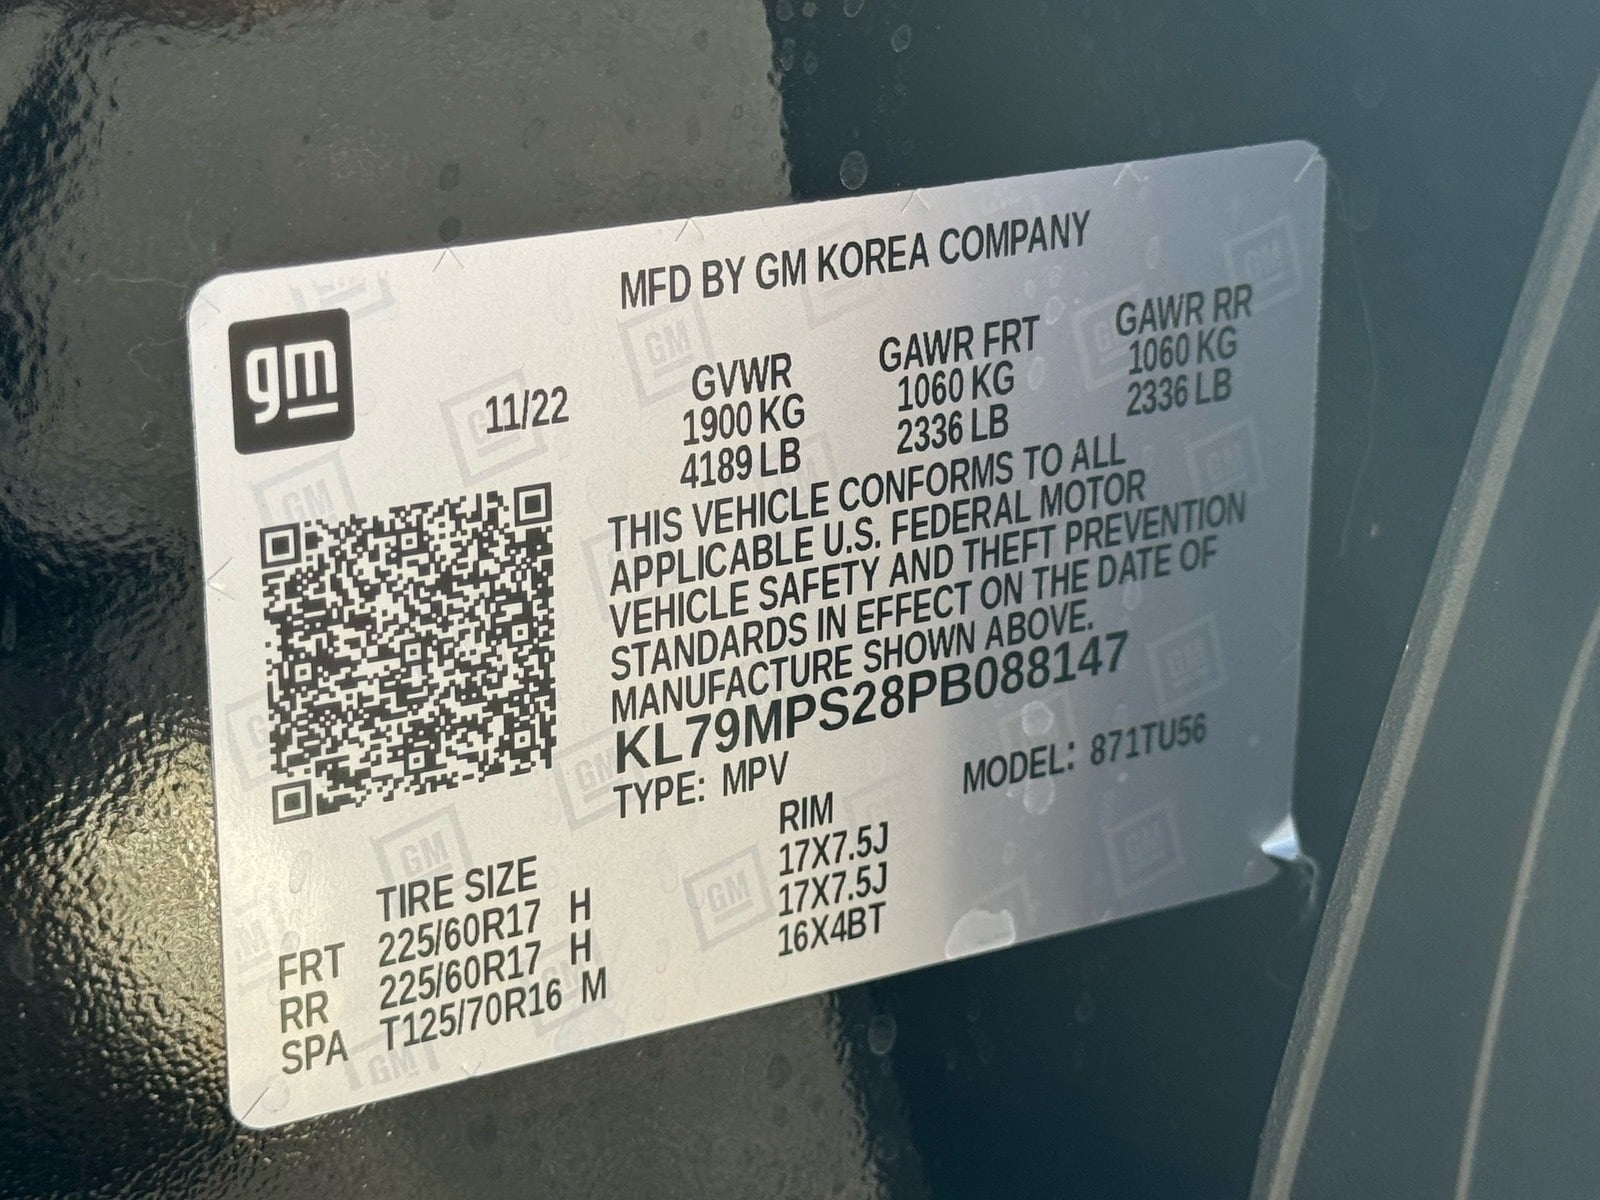 MFD BY GM KOREA COMPANY
gm
11/22
GVWR GAWR FRT GAWR RR
1900 KG 1060 KG 1060 KG
4189 LB 2336 LB 2336 LB
THIS VEHICLE CONFORMS TO ALL
APPLICABLE U.S. FEDERAL MOTOR
VEHICLE SAFETY AND THEFT PREVENTION
STANDARDS IN EFFECT ON THE DATE OF
MANUFACTURE SHOWN ABOVE.
KL79MPS28PB088147
TYPE: MPV MODEL: 871TU56
TIRE SIZE RIM
FRT 225/60R17 H 17X7.5J
RR 225/60R17 H 17X7.5J
SPA T125/70R16 M 16X4BT